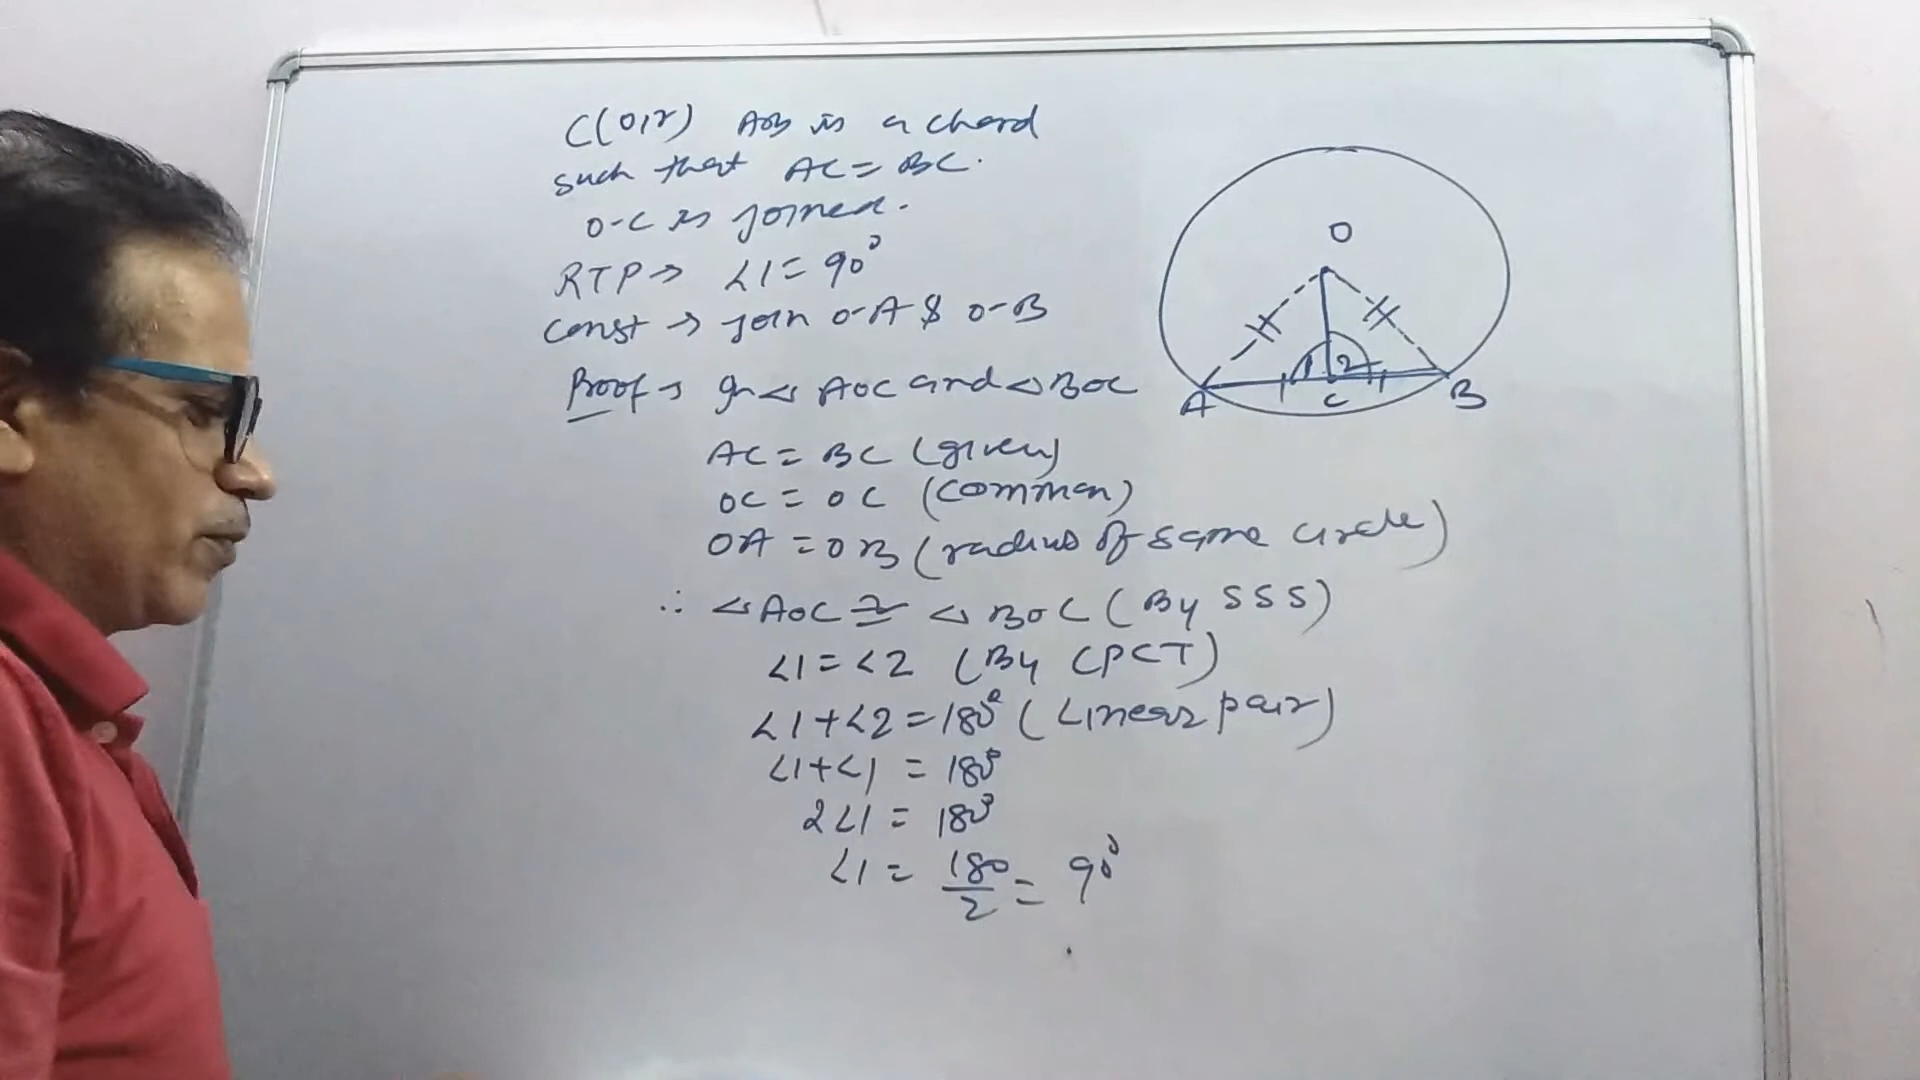 C(O,r) AB is a chord
such that AC = BC.
O-C is joined.
RTP → ∠1 = 90°
Const → Join O-A & O-B
Proof → In △s AOC and △BOC
AC = BC (given)
OC = OC (common)
OA = OB (radius of same circle)
∴ △AOC ≅ △BOC (By SSS)
∠1 = ∠2 (By CPCT)
∠1+∠2 = 180° (Linear pair)
∠1+∠1 = 180°
2∠1 = 180°
∠1 = 180/2 = 90°
O
1 2
A C B